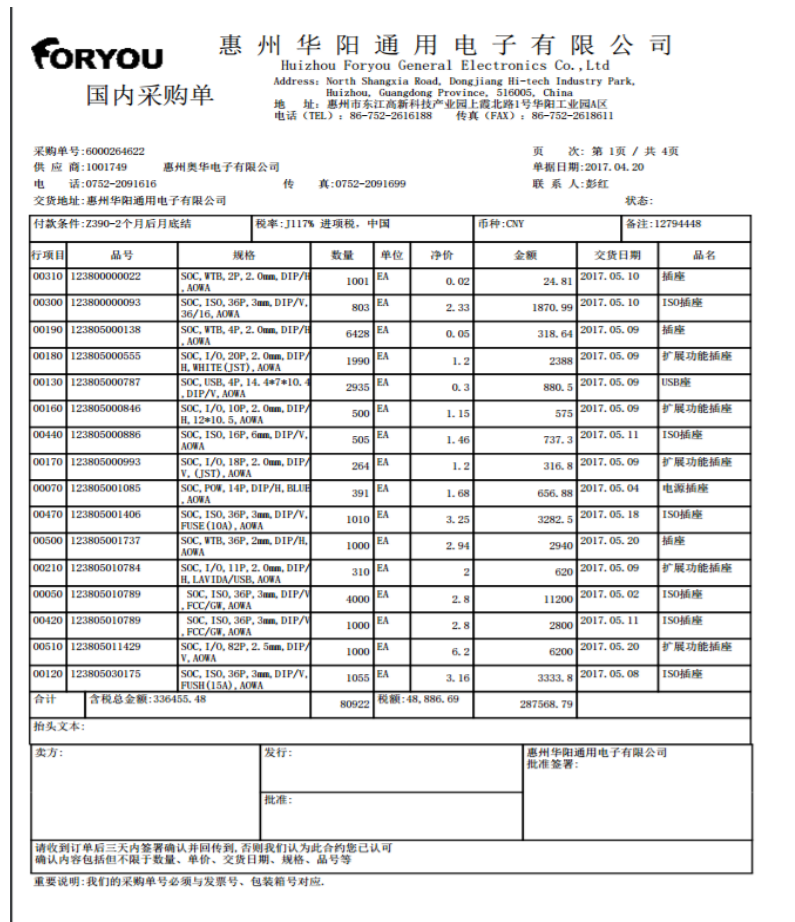 FORYOU
惠州华阳通用电子有限公司
Huizhou Foryou General Electronics Co.,Ltd
国内采购单
Address: North Shangxia Road, Dongjiang Hi-tech Industry Park,
Huizhou, Guangdong Province, 516005, China
地 址: 惠州市东江高新科技产业园上霞北路1号华阳工业园A区
电话(TEL): 86-752-2616188 传真(FAX): 86-752-2618611
采购单号:6000264622 页 次: 第 1页 / 共 4页
供 应 商:1001749 惠州奥华电子有限公司 单据日期:2017.04.20
电 话:0752-2091616 传 真:0752-2091699 联 系 人:彭红
交货地址:惠州华阳通用电子有限公司 状态:
付款条件:Z390-2个月后月底结 税率:J117% 进项税, 中国 币种:CNY 备注:12794448
行项目 品号 规格 数量 单位 净价 金额 交货日期 品名
00310 123800000022 SOC,WTB,2P,2.0mm,DIP/H 1001 EA 0.02 24.81 2017.05.10 插座
,AOWA
00300 123800000093 SOC,ISO,36P,3mm,DIP/V, 803 EA 2.33 1870.99 2017.05.10 ISO插座
36/16,AOWA
00190 123805000138 SOC,WTB,4P,2.0mm,DIP/H 6428 EA 0.05 318.64 2017.05.09 插座
,AOWA
00180 123805000555 SOC,I/O,20P,2.0mm,DIP/ 1990 EA 1.2 2388 2017.05.09 扩展功能插座
H,WHITE(JST),AOWA
00130 123805000787 SOC,USB,4P,14.4*7*10.4 2935 EA 0.3 880.5 2017.05.09 USB座
,DIP/V,AOWA
00160 123805000846 SOC,I/O,10P,2.0mm,DIP/ 500 EA 1.15 575 2017.05.09 扩展功能插座
H,12*10.5,AOWA
00440 123805000886 SOC,ISO,16P,6mm,DIP/V, 505 EA 1.46 737.3 2017.05.11 ISO插座
AOWA
00170 123805000993 SOC,I/O,18P,2.0mm,DIP/ 264 EA 1.2 316.8 2017.05.09 扩展功能插座
V,(JST),AOWA
00070 123805001085 SOC,POW,14P,DIP/H,BLUE 391 EA 1.68 656.88 2017.05.04 电源插座
,AOWA
00470 123805001406 SOC,ISO,36P,3mm,DIP/V, 1010 EA 3.25 3282.5 2017.05.18 ISO插座
FUSE(10A),AOWA
00500 123805001737 SOC,WTB,36P,2mm,DIP/H, 1000 EA 2.94 2940 2017.05.20 插座
AOWA
00210 123805010784 SOC,I/O,11P,2.0mm,DIP/ 310 EA 2 620 2017.05.09 扩展功能插座
H,LAVIDA/USB,AOWA
00050 123805010789 SOC,ISO,36P,3mm,DIP/V 4000 EA 2.8 11200 2017.05.02 ISO插座
,FCC/GW,AOWA
00420 123805010789 SOC,ISO,36P,3mm,DIP/V 1000 EA 2.8 2800 2017.05.11 ISO插座
,FCC/GW,AOWA
00510 123805011429 SOC,I/O,82P,2.5mm,DIP/ 1000 EA 6.2 6200 2017.05.20 扩展功能插座
V,AOWA
00120 123805030175 SOC,ISO,36P,3mm,DIP/V, 1055 EA 3.16 3333.8 2017.05.08 ISO插座
FUSH(15A),AOWA
合计 含税总金额:336455.48 80922 税额:48,886.69 287568.79
抬头文本:
卖方: 发行: 惠州华阳通用电子有限公司
批准签署:
批准:
请收到订单后三天内签署确认并回传到,否则我们认为此合约您已认可
确认内容包括但不限于数量、单价、交货日期、规格、品号等
重要说明:我们的采购单号必须与发票号、包装箱号对应.